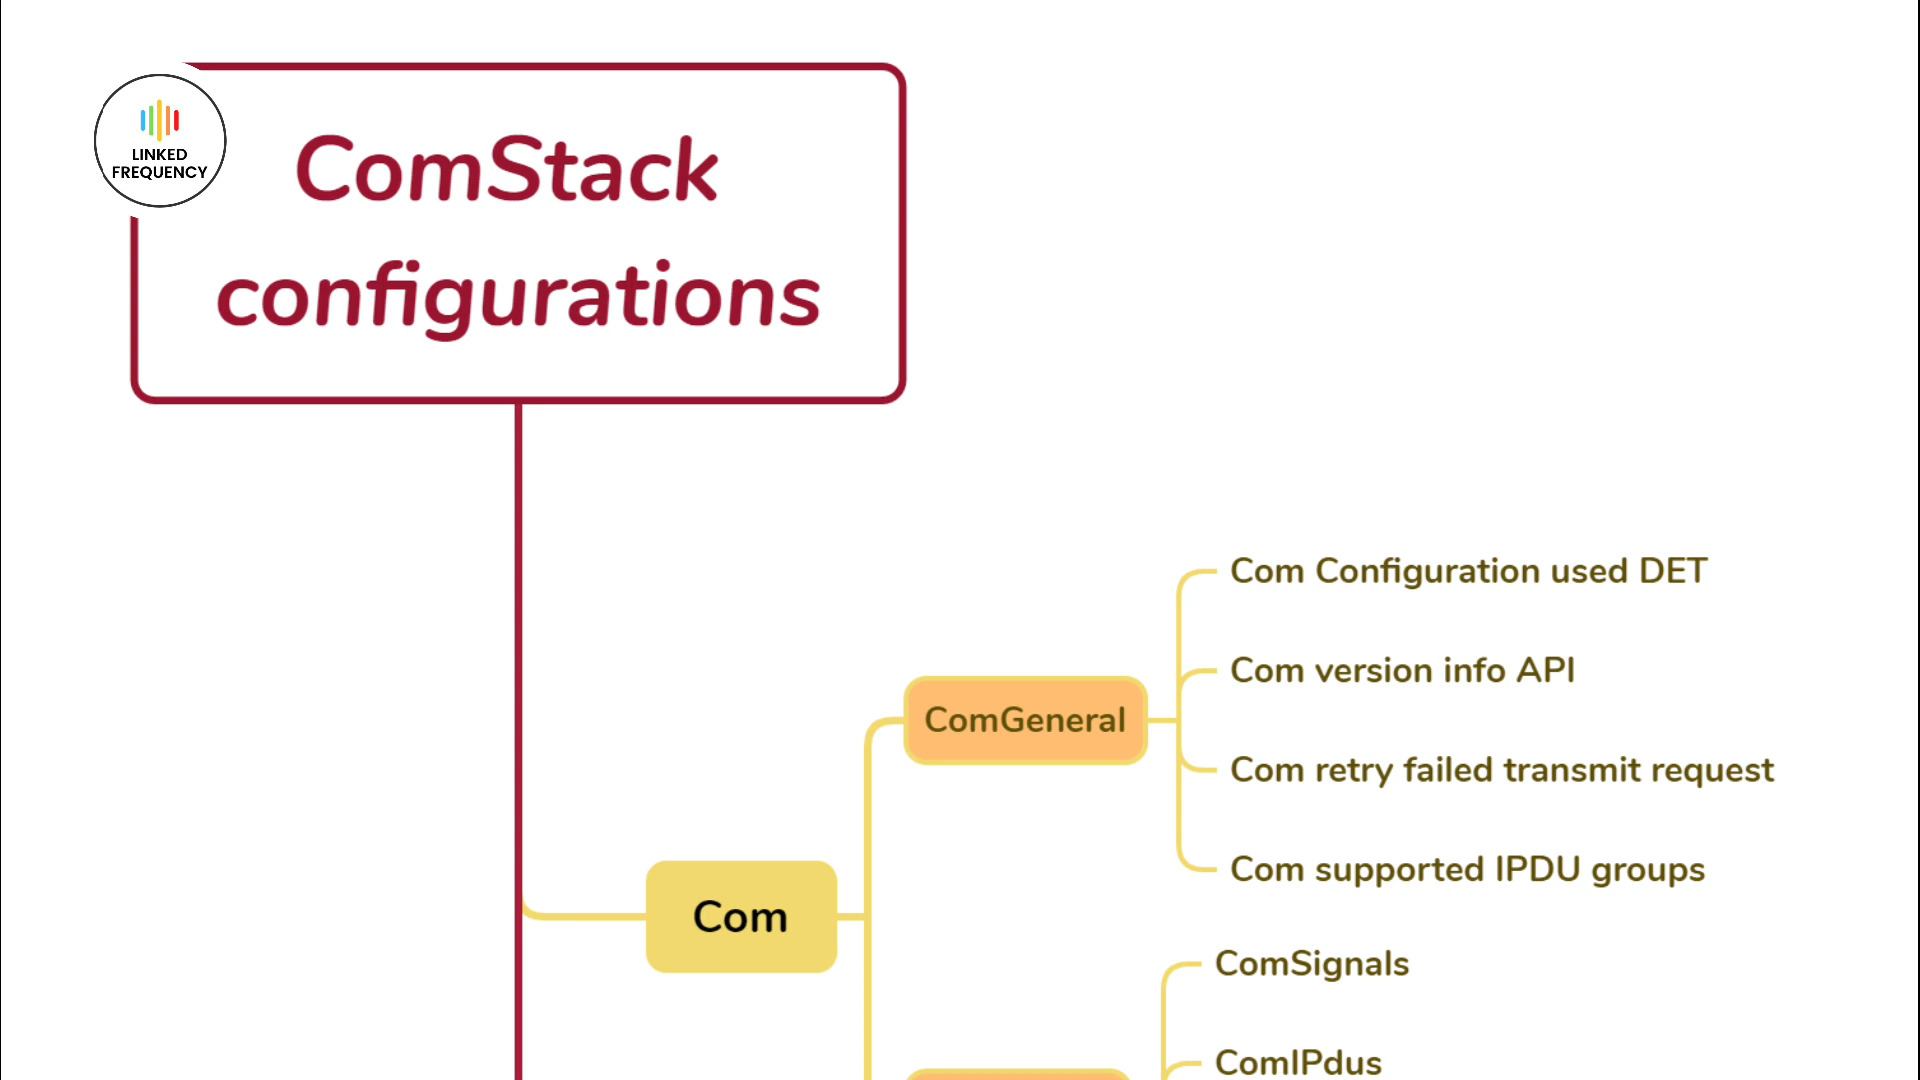 LINKED
FREQUENCY
ComStack
configurations
Com Configuration used DET
Com version info API
ComGeneral
Com retry failed transmit request
Com supported IPDU groups
Com
ComSignals
ComIPdus